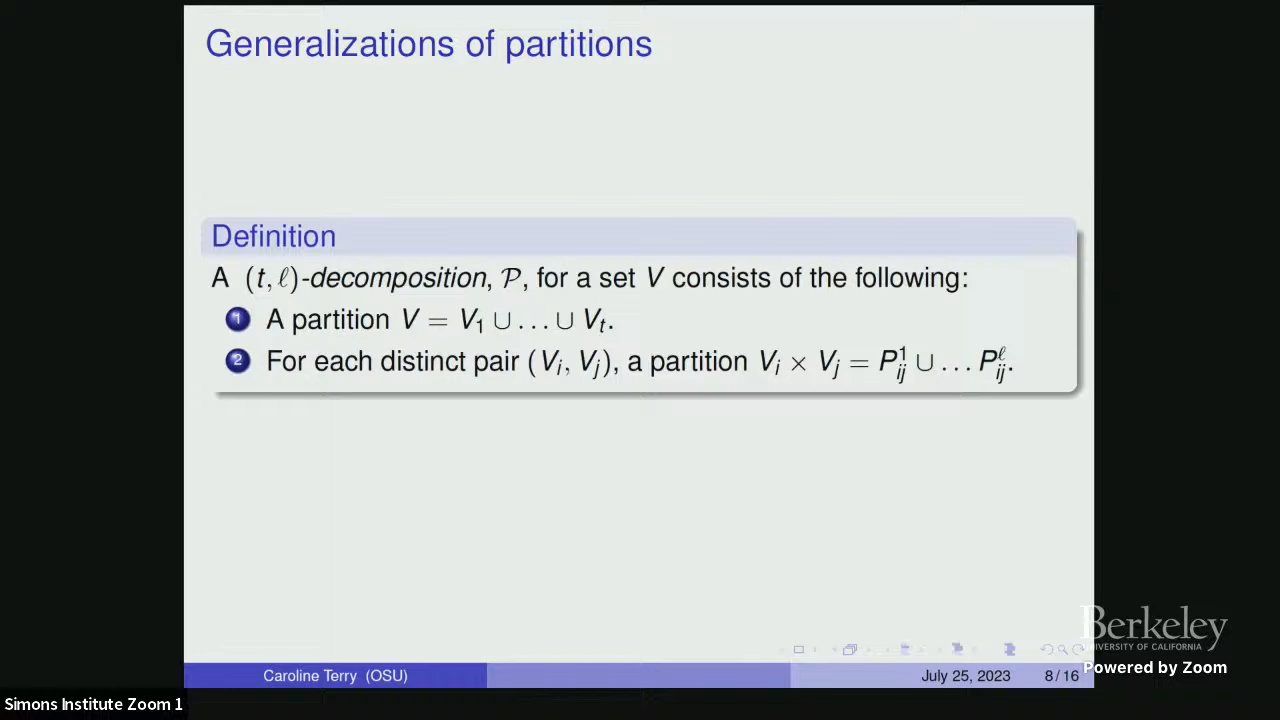 Generalizations of partitions
Definition
A (t, ℓ)-decomposition, 𝒫, for a set V consists of the following:
1 A partition V = V₁ ∪ … ∪ Vₜ.
2 For each distinct pair (Vᵢ, Vⱼ), a partition Vᵢ × Vⱼ = P¹ᵢⱼ ∪ … Pℓᵢⱼ.
Berkeley
UNIVERSITY OF CALIFORNIA
Powered by Zoom
Caroline Terry (OSU) July 25, 2023 8 / 16
Simons Institute Zoom 1